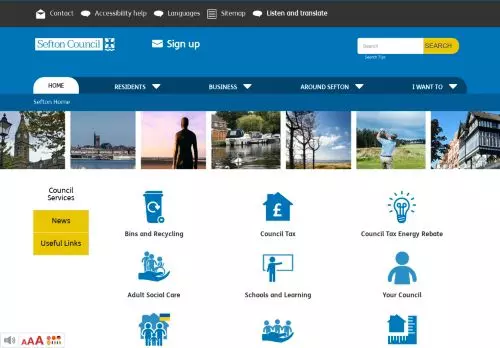 Contact Accessibility help Languages Sitemap Listen and translate
Sefton Council
Sign up
Search
SEARCH
Search Tips
HOME RESIDENTS BUSINESS AROUND SEFTON I WANT TO
Sefton Home
Council
Services
News
Useful Links
Bins and Recycling Council Tax Council Tax Energy Rebate
Adult Social Care Schools and Learning Your Council
AAA